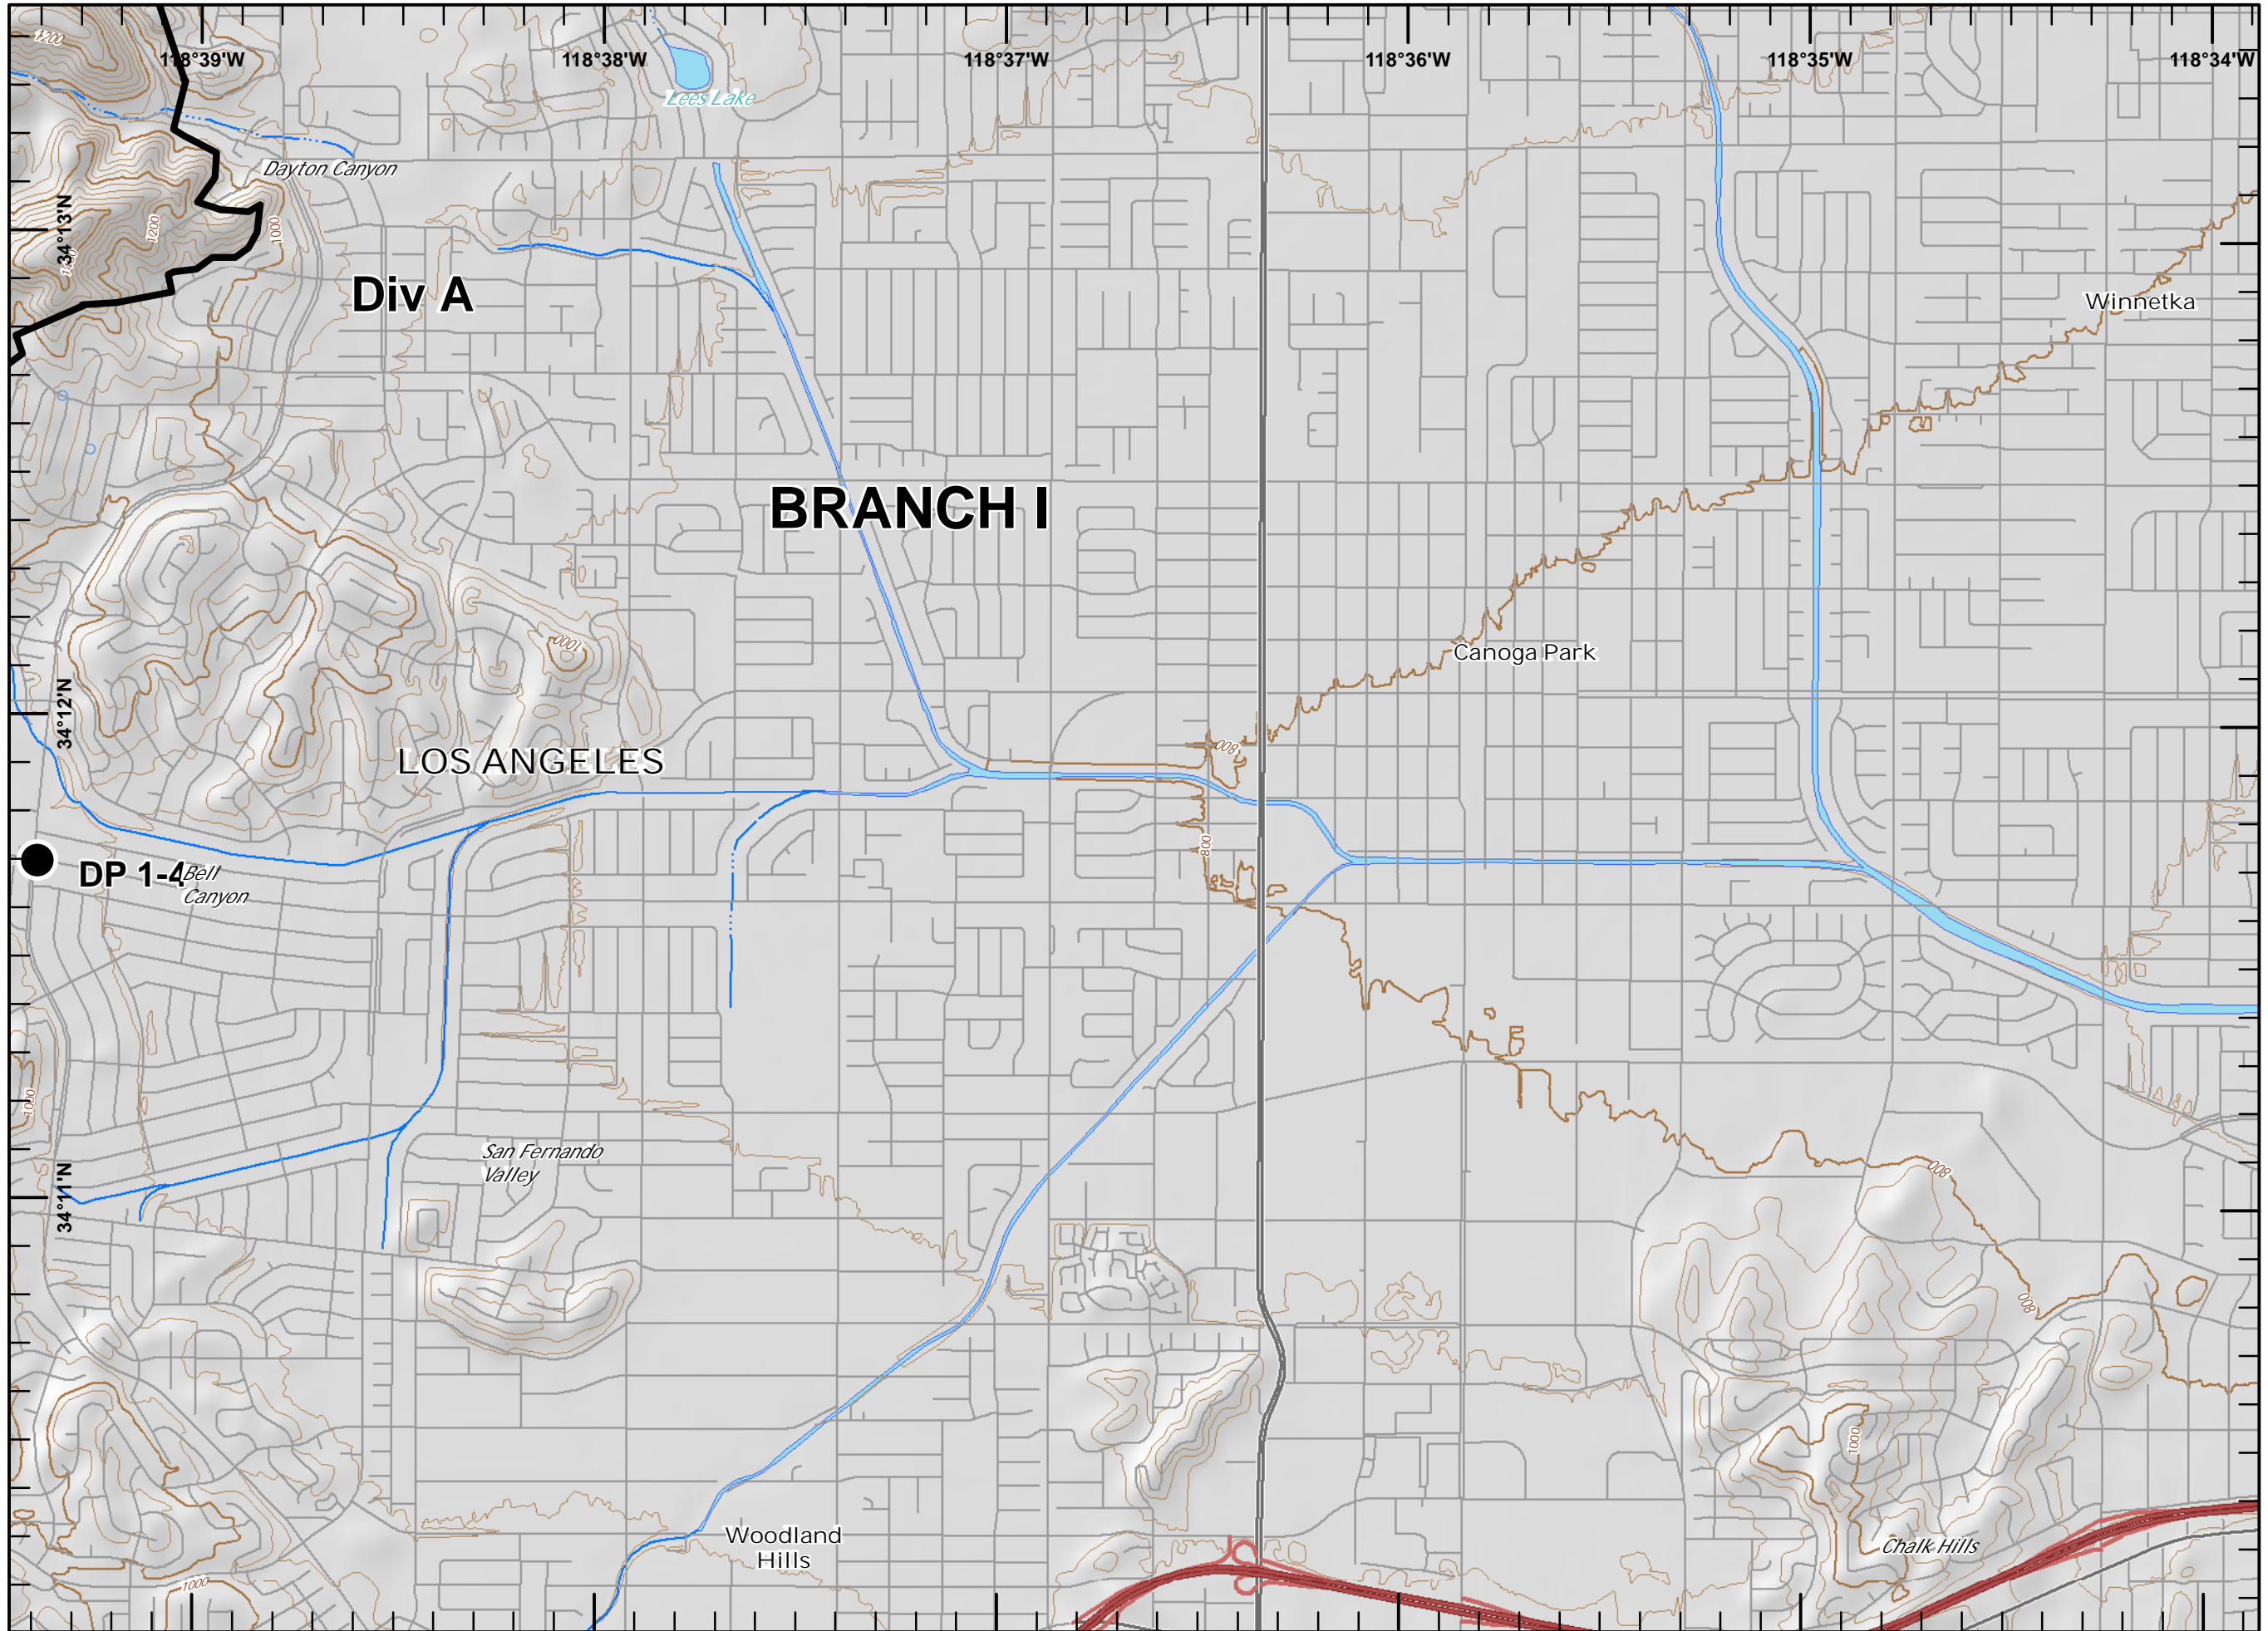 1200
118°39'W
118°38'W
118°37'W
118°36'W
118°35'W
118°34'W
Lees Lake
Dayton Canyon
34°13'N
1200
1000
Div A
Winnetka
BRANCH I
1000
Canoga Park
34°12'N
LOS ANGELES
800
800
DP 1-4
Bell
Canyon
1000
San Fernando
Valley
34°11'N
800
800
1000
Woodland
Hills
Chalk Hills
1000